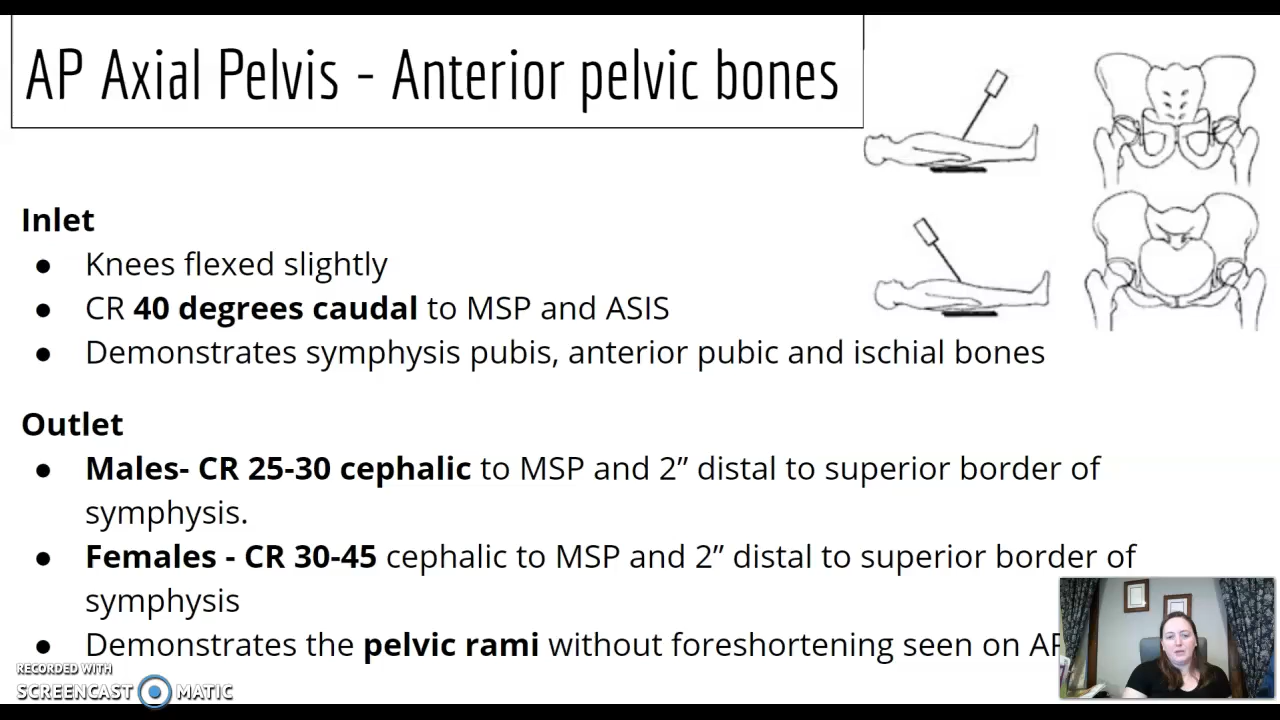 AP Axial Pelvis - Anterior pelvic bones
Inlet
● Knees flexed slightly
● CR 40 degrees caudal to MSP and ASIS
● Demonstrates symphysis pubis, anterior pubic and ischial bones
Outlet
● Males- CR 25-30 cephalic to MSP and 2” distal to superior border of
symphysis.
● Females - CR 30-45 cephalic to MSP and 2” distal to superior border of
symphysis
● Demonstrates the pelvic rami without foreshortening seen on
RECORDED WITH
SCREENCAST MATIC